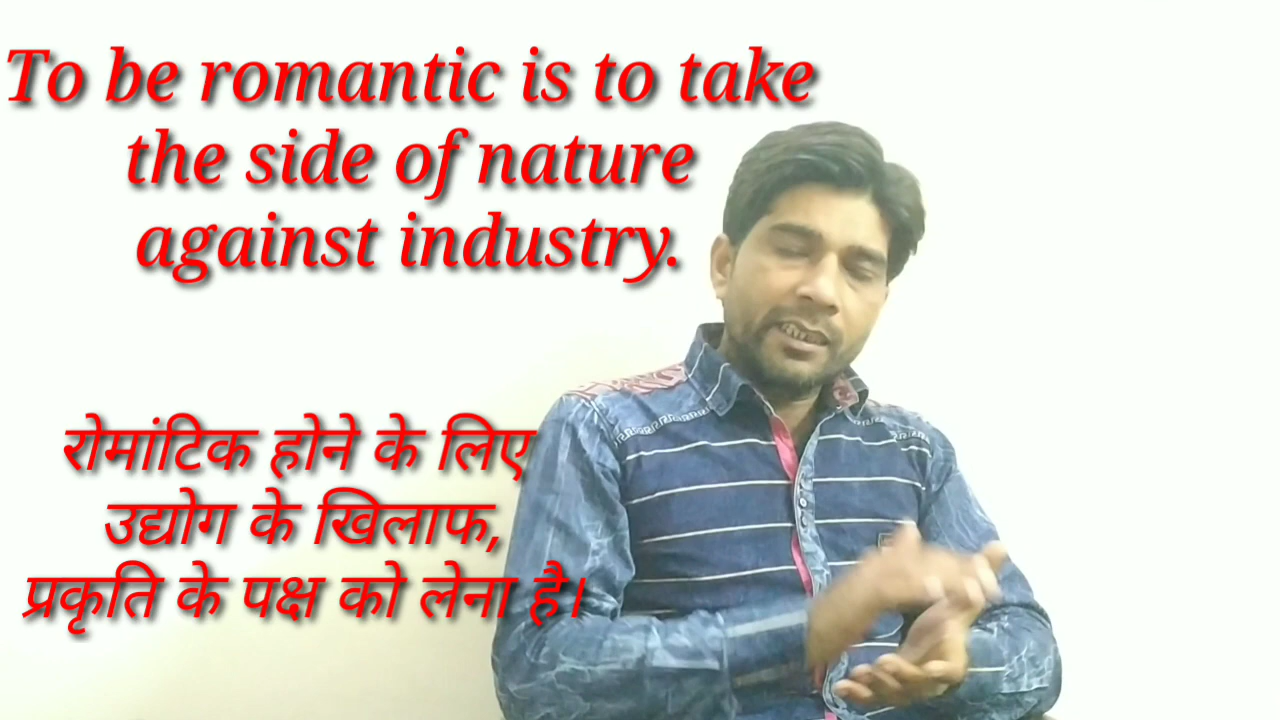 To be romantic is to take
the side of nature
against industry.
रोमांटिक होने के लिए
उद्योग के खिलाफ,
प्रकृति के पक्ष को लेना है।